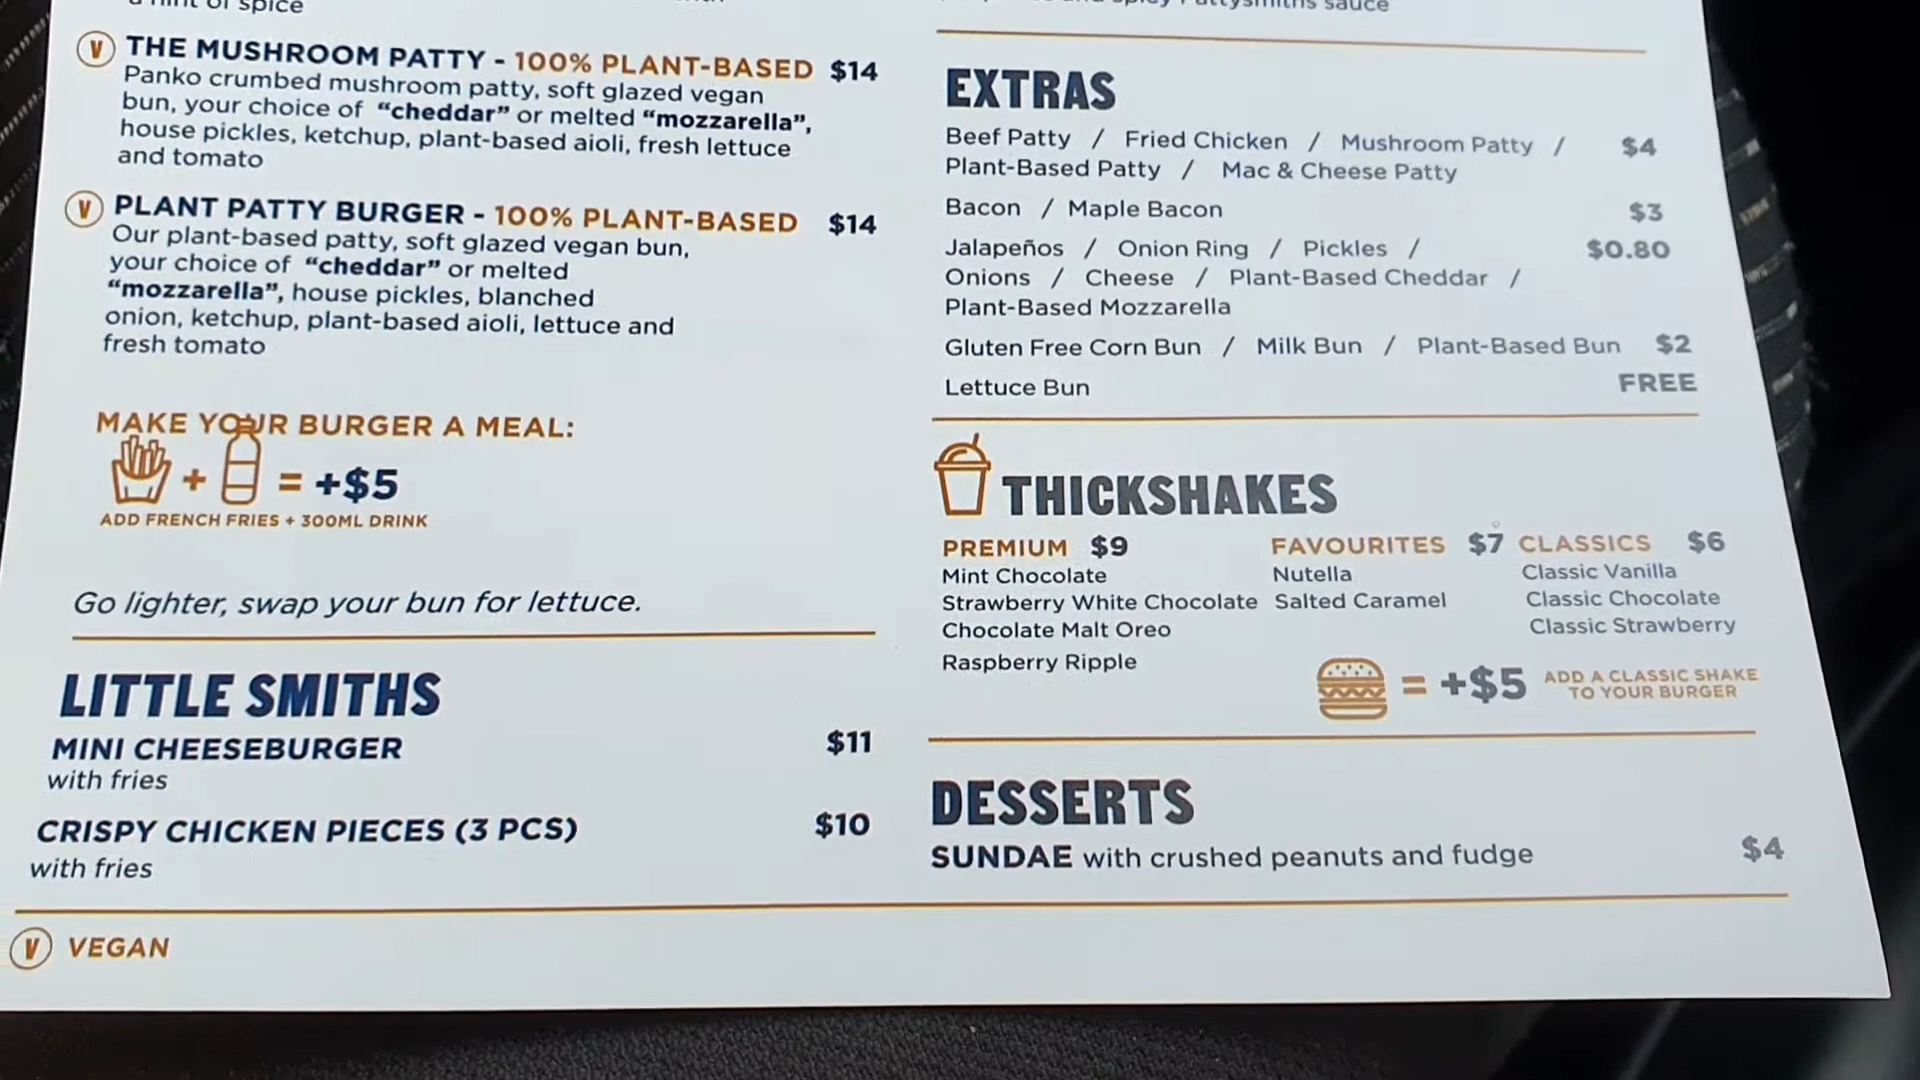 of spice
sauce
V THE MUSHROOM PATTY - 100% PLANT-BASED $14
Panko crumbed mushroom patty, soft glazed vegan
bun, your choice of "cheddar" or melted "mozzarella",
house pickles, ketchup, plant-based aioli, fresh lettuce
and tomato
V PLANT PATTY BURGER - 100% PLANT-BASED $14
Our plant-based patty, soft glazed vegan bun,
your choice of "cheddar" or melted
"mozzarella", house pickles, blanched
onion, ketchup, plant-based aioli, lettuce and
fresh tomato
MAKE YOUR BURGER A MEAL:
+ = +$5
ADD FRENCH FRIES + 300ML DRINK
Go lighter, swap your bun for lettuce.
LITTLE SMITHS
MINI CHEESEBURGER $11
with fries
CRISPY CHICKEN PIECES (3 PCS) $10
with fries
V VEGAN
EXTRAS
Beef Patty / Fried Chicken / Mushroom Patty / $4
Plant-Based Patty / Mac & Cheese Patty
Bacon / Maple Bacon $3
Jalapeños / Onion Ring / Pickles / $0.80
Onions / Cheese / Plant-Based Cheddar /
Plant-Based Mozzarella
Gluten Free Corn Bun / Milk Bun / Plant-Based Bun $2
Lettuce Bun FREE
THICKSHAKES
PREMIUM $9
Mint Chocolate
Strawberry White Chocolate
Chocolate Malt Oreo
Raspberry Ripple
FAVOURITES $7
Nutella
Salted Caramel
CLASSICS $6
Classic Vanilla
Classic Chocolate
Classic Strawberry
= +$5 ADD A CLASSIC SHAKE
TO YOUR BURGER
DESSERTS
SUNDAE with crushed peanuts and fudge $4